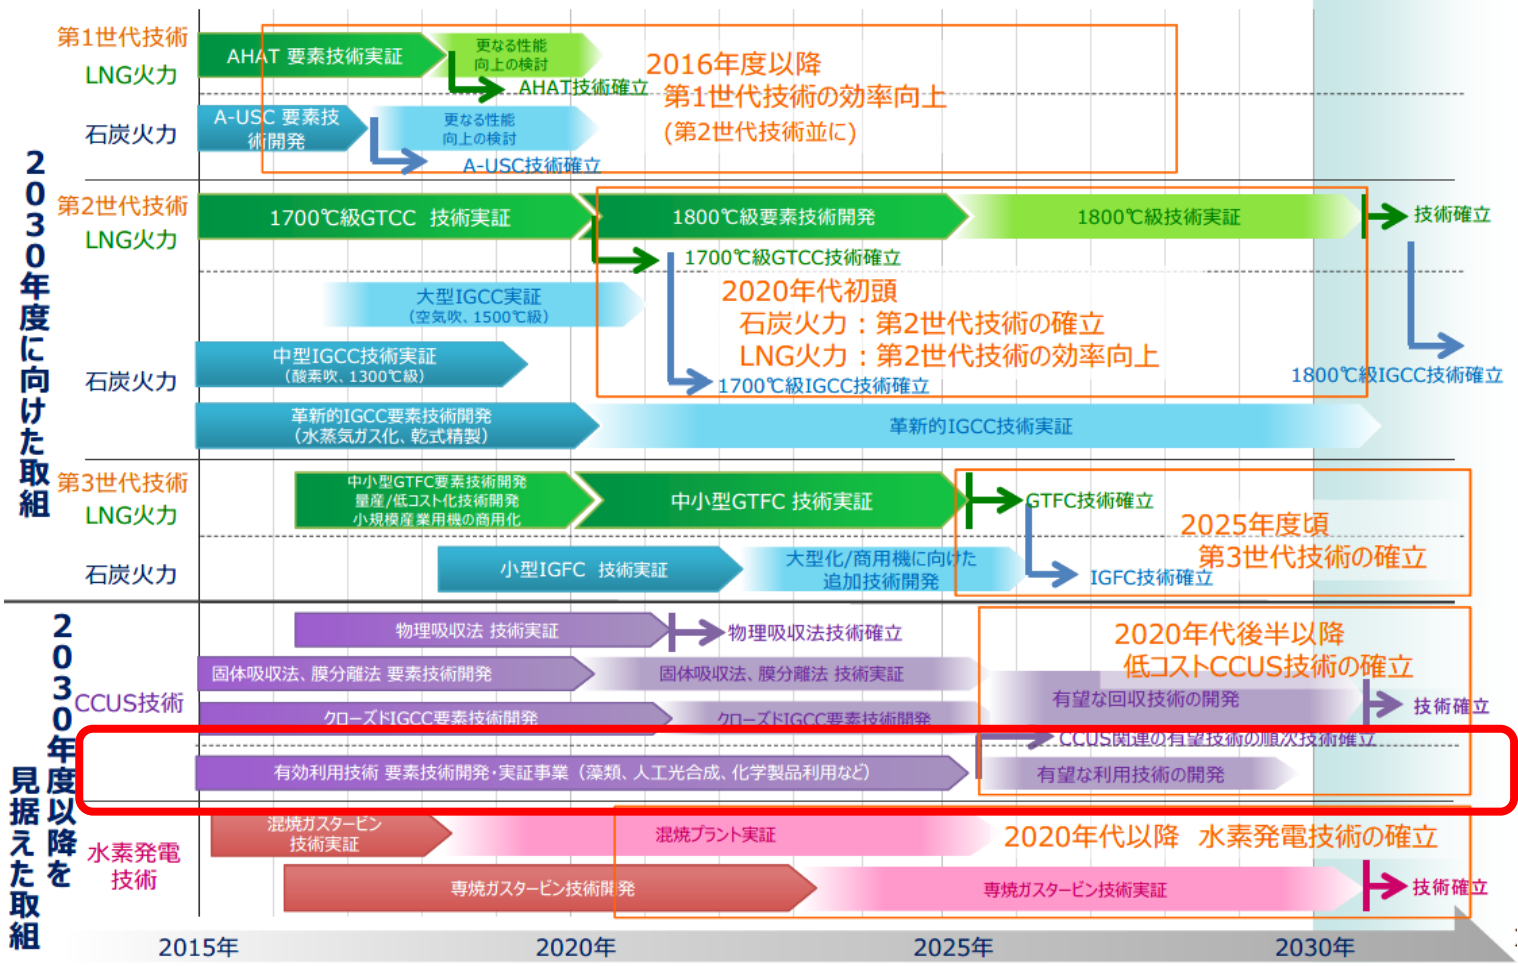 2030年度に向けた取組
第1世代技術
LNG火力
AHAT 要素技術実証
更なる性能
向上の検討
AHAT技術確立
2016年度以降
第1世代技術の効率向上
(第2世代技術並に)
石炭火力
A-USC 要素技
術開発
更なる性能
向上の検討
A-USC技術確立
第2世代技術
LNG火力
1700℃級GTCC 技術実証
1800℃級要素技術開発
1800℃級技術実証
技術確立
1700℃級GTCC技術確立
2020年代初頭
石炭火力：第2世代技術の確立
LNG火力：第2世代技術の効率向上
大型IGCC実証
（空気吹、1500℃級）
石炭火力
中型IGCC技術実証
（酸素吹、1300℃級）
1700℃級IGCC技術確立
1800℃級IGCC技術確立
革新的IGCC要素技術開発
（水蒸気ガス化、乾式精製）
革新的IGCC技術実証
第3世代技術
LNG火力
中小型GTFC要素技術開発
量産/低コスト化技術開発
小規模産業用機の商用化
中小型GTFC 技術実証
GTFC技術確立
2025年度頃
第3世代技術の確立
石炭火力
小型IGFC 技術実証
大型化/商用機に向けた
追加技術開発
IGFC技術確立
2030年度以降を
見据えた取組
CCUS技術
物理吸収法 技術実証
物理吸収法技術確立
2020年代後半以降
低コストCCUS技術の確立
固体吸収法、膜分離法 要素技術開発
固体吸収法、膜分離法 技術実証
有望な回収技術の開発
技術確立
クローズドIGCC要素技術開発
クローズドIGCC要素技術開発
CCUS関連の有望技術の順次技術確立
有効利用技術 要素技術開発・実証事業（藻類、人工光合成、化学製品利用など）
有望な利用技術の開発
水素発電
技術
混焼ガスタービン
技術実証
混焼プラント実証
2020年代以降 水素発電技術の確立
専焼ガスタービン技術開発
専焼ガスタービン技術実証
技術確立
2015年
2020年
2025年
2030年